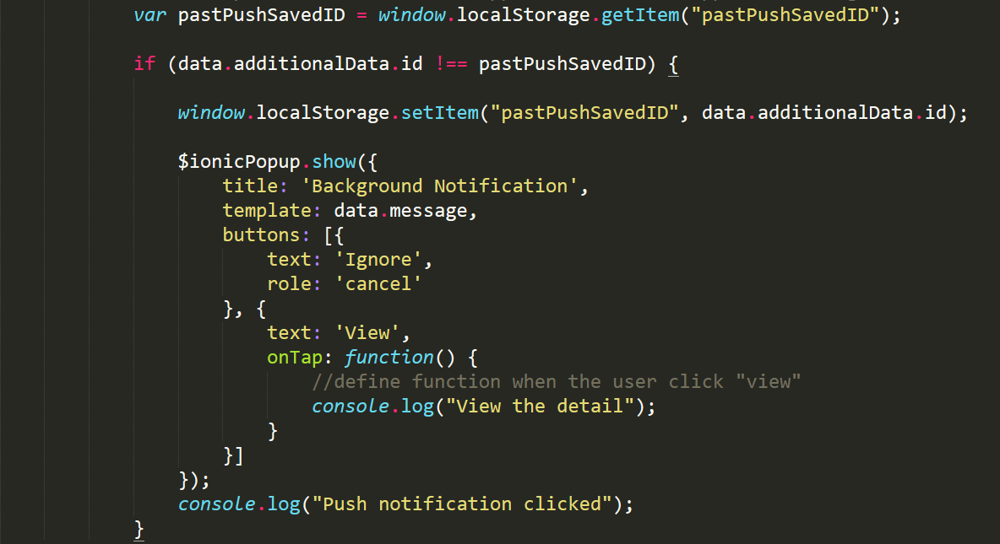 var pastPushSavedID = window.localStorage.getItem("pastPushSavedID");
if (data.additionalData.id !== pastPushSavedID) {
window.localStorage.setItem("pastPushSavedID", data.additionalData.id);
$ionicPopup.show({
title: 'Background Notification',
template: data.message,
buttons: [{
text: 'Ignore',
role: 'cancel'
}, {
text: 'View',
onTap: function() {
//define function when the user click "view"
console.log("View the detail");
}
}]
});
console.log("Push notification clicked");
}